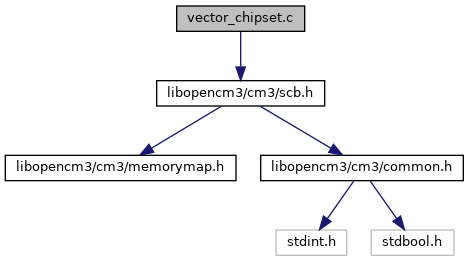 vector_chipset.c
libopencm3/cm3/scb.h
libopencm3/cm3/memorymap.h
libopencm3/cm3/common.h
stdint.h
stdbool.h